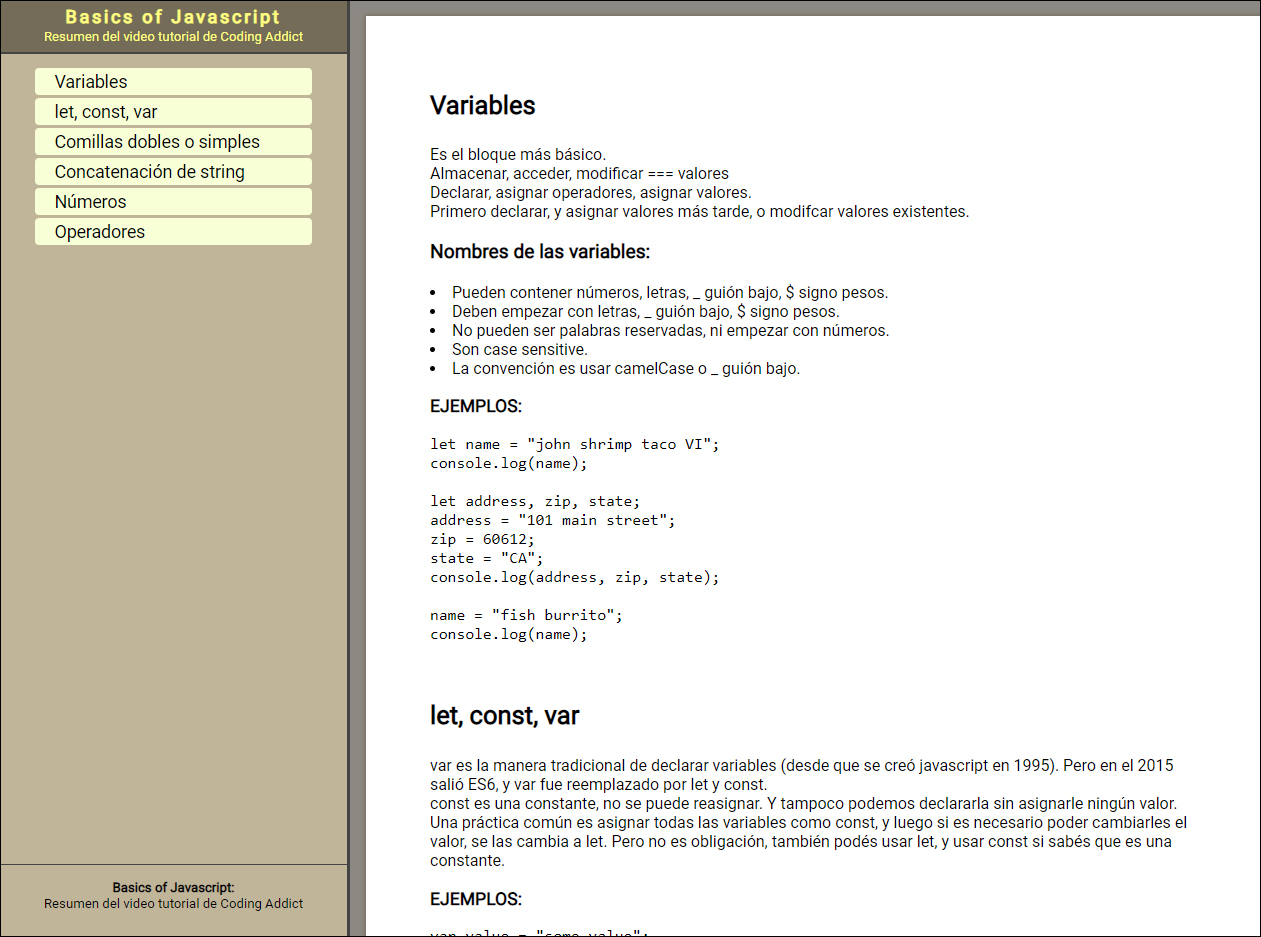 Basics of Javascript
Resumen del video tutorial de Coding Addict
Variables
let, const, var
Comillas dobles o simples
Concatenación de string
Números
Operadores
Basics of Javascript:
Resumen del video tutorial de Coding Addict
Variables
Es el bloque más básico.
Almacenar, acceder, modificar === valores
Declarar, asignar operadores, asignar valores.
Primero declarar, y asignar valores más tarde, o modifcar valores existentes.
Nombres de las variables:
• Pueden contener números, letras, _ guión bajo, $ signo pesos.
• Deben empezar con letras, _ guión bajo, $ signo pesos.
• No pueden ser palabras reservadas, ni empezar con números.
• Son case sensitive.
• La convención es usar camelCase o _ guión bajo.
EJEMPLOS:
let name = "john shrimp taco VI";
console.log(name);
let address, zip, state;
address = "101 main street";
zip = 60612;
state = "CA";
console.log(address, zip, state);
name = "fish burrito";
console.log(name);
let, const, var
var es la manera tradicional de declarar variables (desde que se creó javascript en 1995). Pero en el 2015
salió ES6, y var fue reemplazado por let y const.
const es una constante, no se puede reasignar. Y tampoco podemos declararla sin asignarle ningún valor.
Una práctica común es asignar todas las variables como const, y luego si es necesario poder cambiarles el
valor, se las cambia a let. Pero no es obligación, también podés usar let, y usar const si sabés que es una
constante.
EJEMPLOS:
var value = "some value";